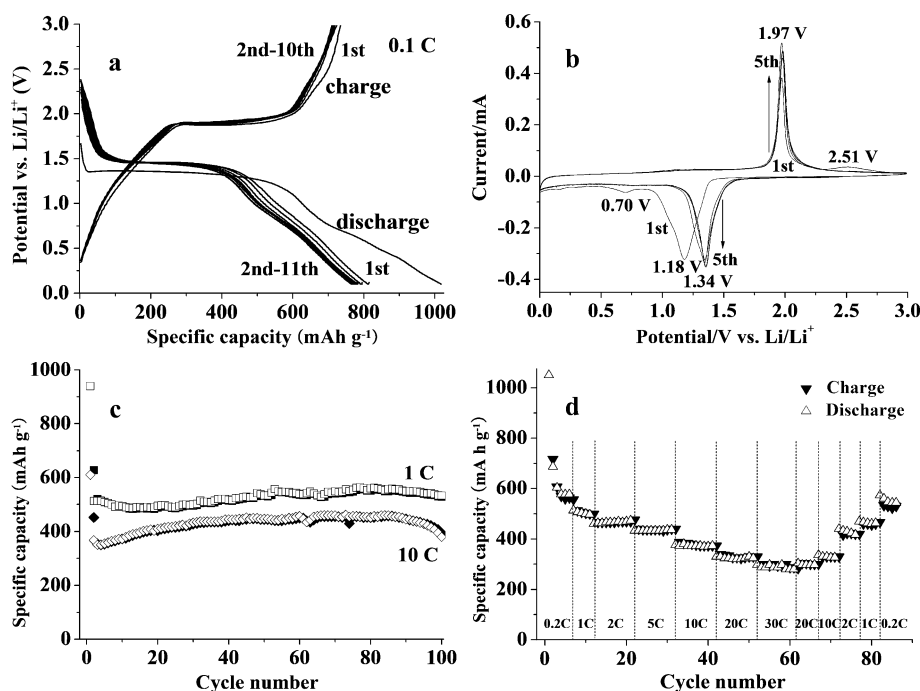 a
2nd-10th
1st
0.1 C
charge
discharge
2nd-11th
1st
3.0
2.5
2.0
1.5
1.0
0.5
0.0
0 200 400 600 800 1000
Potential vs. Li/Li⁺ (V)
Specific capacity (mAh g⁻¹)
b
1.97 V
5th
1st
2.51 V
0.70 V
1st
5th
1.18 V
1.34 V
0.4
0.2
0.0
-0.2
-0.4
0.0 0.5 1.0 1.5 2.0 2.5 3.0
Current/mA
Potential/V vs. Li/Li⁺
c
1 C
10 C
1000
800
600
400
200
0
0 20 40 60 80 100
Specific capacity (mAh g⁻¹)
Cycle number
d
Charge
Discharge
0.2C 1C 2C 5C 10C 20C 30C 20C 10C 2C 1C 0.2C
1000
800
600
400
200
0
0 20 40 60 80
Specific capacity (mA h g⁻¹)
Cycle number